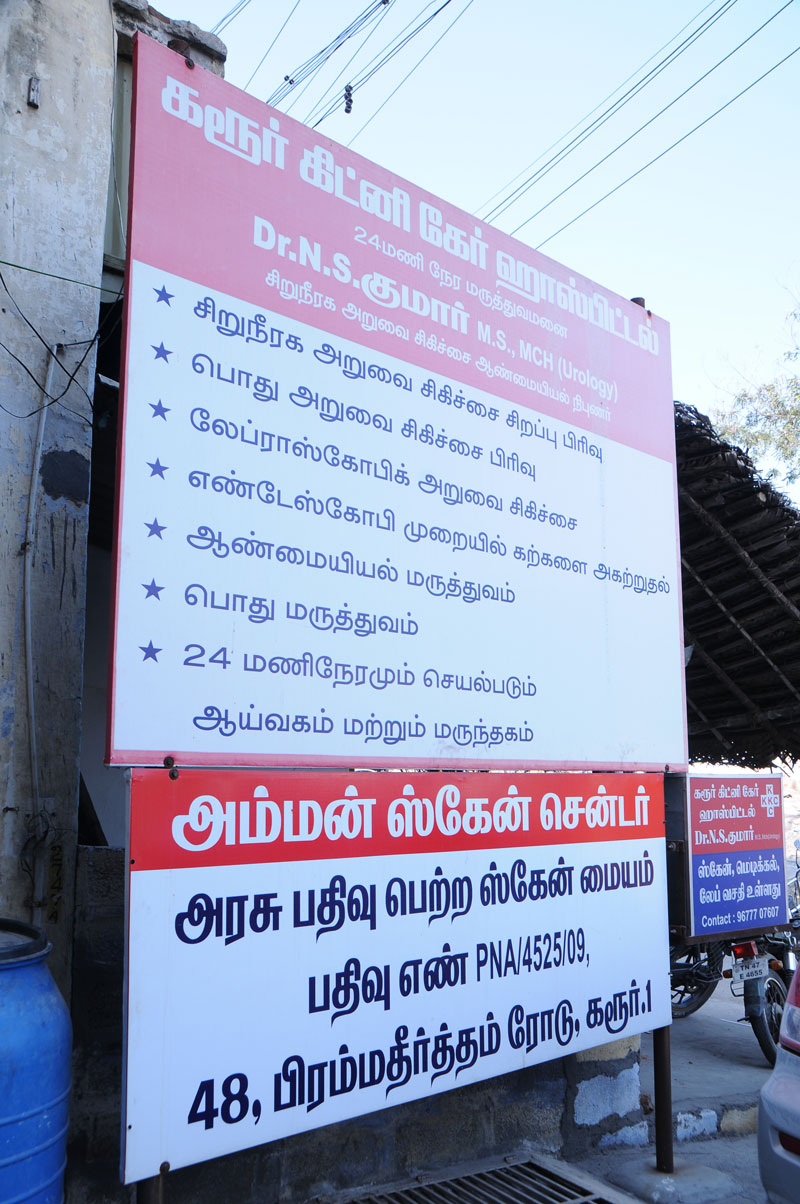 கரூர் கிட்னி கேர் ஹாஸ்பிட்டல்
24மணி நேர மருத்துவமனை
Dr.N.S.குமார் M.S., MCH (Urology)
சிறுநீரக அறுவை சிகிச்சை ஆண்மையியல் நிபுணர்
★ சிறுநீரக அறுவை சிகிச்சை சிறப்பு பிரிவு
★ பொது அறுவை சிகிச்சை பிரிவு
★ லேப்ராஸ்கோபிக் அறுவை சிகிச்சை
★ எண்டேஸ்கோபி முறையில் கற்களை அகற்றுதல்
★ ஆண்மையியல் மருத்துவம்
★ பொது மருத்துவம்
★ 24 மணிநேரமும் செயல்படும்
ஆய்வகம் மற்றும் மருந்தகம்
அம்மன் ஸ்கேன் சென்டர்
அரசு பதிவு பெற்ற ஸ்கேன் மையம்
பதிவு எண் PNA/4525/09,
48, பிரம்மதீர்த்தம் ரோடு, கரூர்.1
கரூர் கிட்னி கேர்
ஹாஸ்பிட்டல்
Dr.N.S.குமார்
ஸ்கேன், மெடிக்கல்,
லேப் வசதி உள்ளது
Contact : 96777 07607
TN 47
E 4655